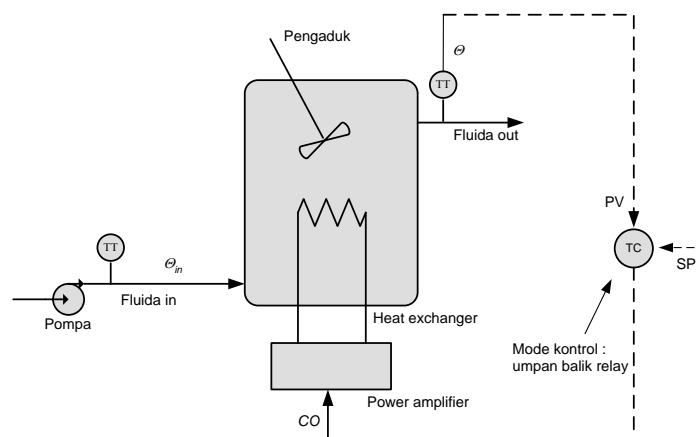 Pengaduk
Θ
TT
Fluida out
PV
TC
SP
TT
Θin
Fluida in
Pompa
Heat exchanger
Mode kontrol :
umpan balik relay
Power amplifier
CO